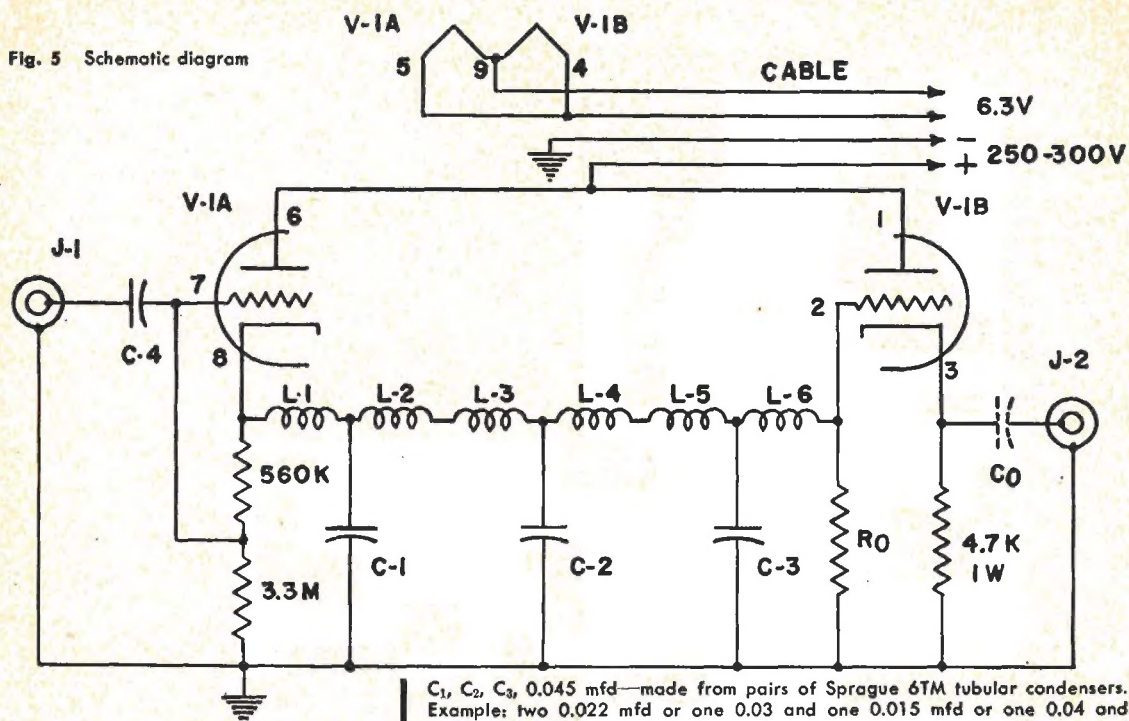 Fig. 5 Schematic diagram
V-1A
V-1B
5
9
4
CABLE
6.3V
-
+ 250-300V
V-1A
6
1
V-1B
J-1
7
2
C-4
8
3
J-2
L-1
L-2
L-3
L-4
L-5
L-6
560K
CO
C-1
C-2
C-3
RO
4.7K
1W
3.3M
C₁, C₂, C₃, 0.045 mfd—made from pairs of Sprague 6TM tubular condensers.
Example: two 0.022 mfd or one 0.03 and one 0.015 mfd or one 0.04 and